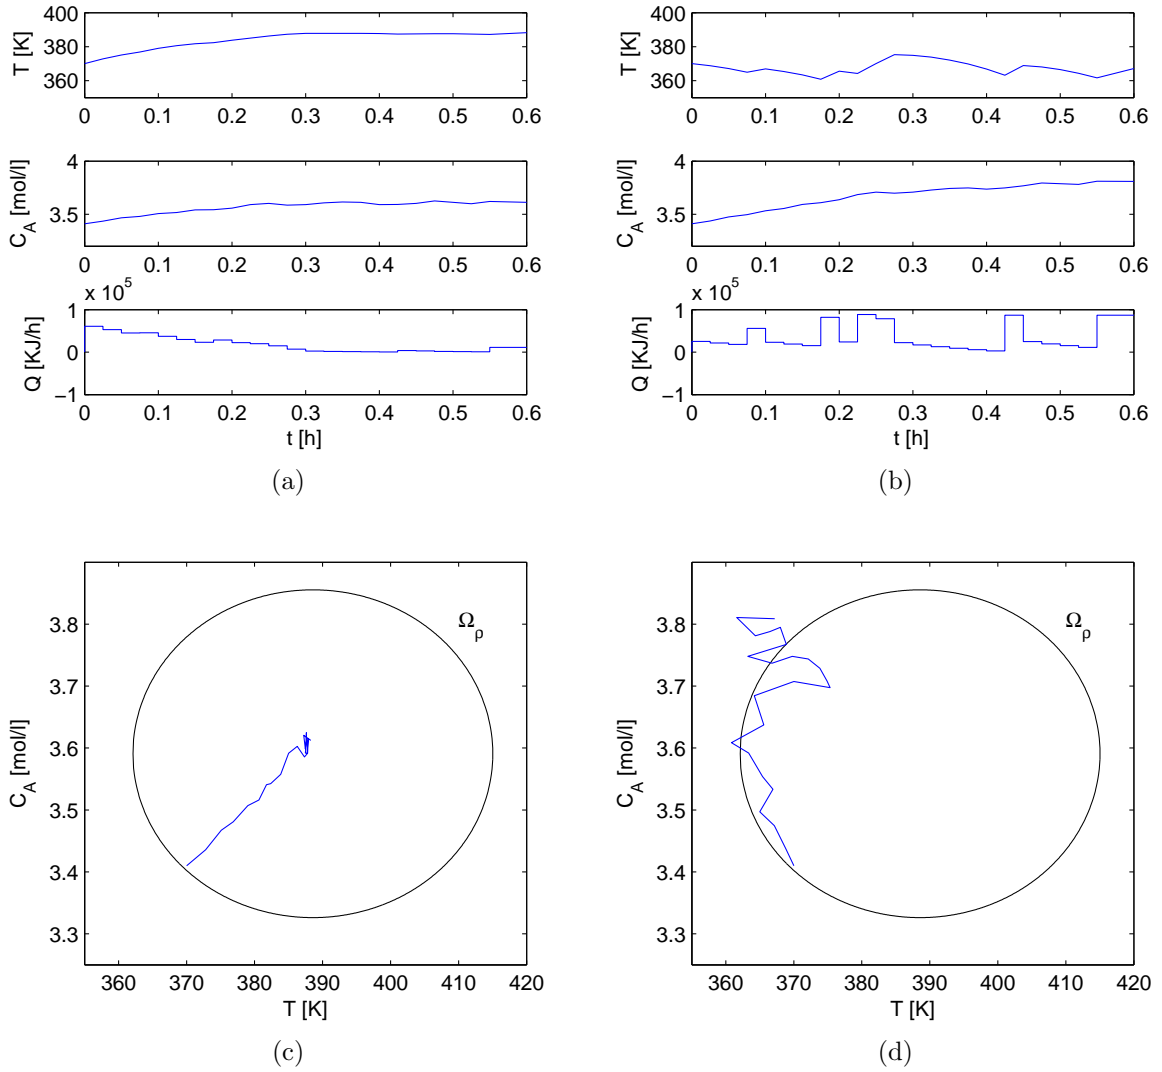 T [K]
400
380
360
0 0.1 0.2 0.3 0.4 0.5 0.6
C_A [mol/l]
4
3.5
0 0.1 0.2 0.3 0.4 0.5 0.6
x 10^5
Q [KJ/h]
1
0
−1
0 0.1 0.2 0.3 0.4 0.5 0.6
t [h]
(a)
T [K]
400
380
360
0 0.1 0.2 0.3 0.4 0.5 0.6
C_A [mol/l]
4
3.5
0 0.1 0.2 0.3 0.4 0.5 0.6
x 10^5
Q [KJ/h]
1
0
−1
0 0.1 0.2 0.3 0.4 0.5 0.6
t [h]
(b)
C_A [mol/l]
3.8
3.7
3.6
3.5
3.4
3.3
Ω_ρ
360 370 380 390 400 410 420
T [K]
(c)
C_A [mol/l]
3.8
3.7
3.6
3.5
3.4
3.3
Ω_ρ
360 370 380 390 400 410 420
T [K]
(d)